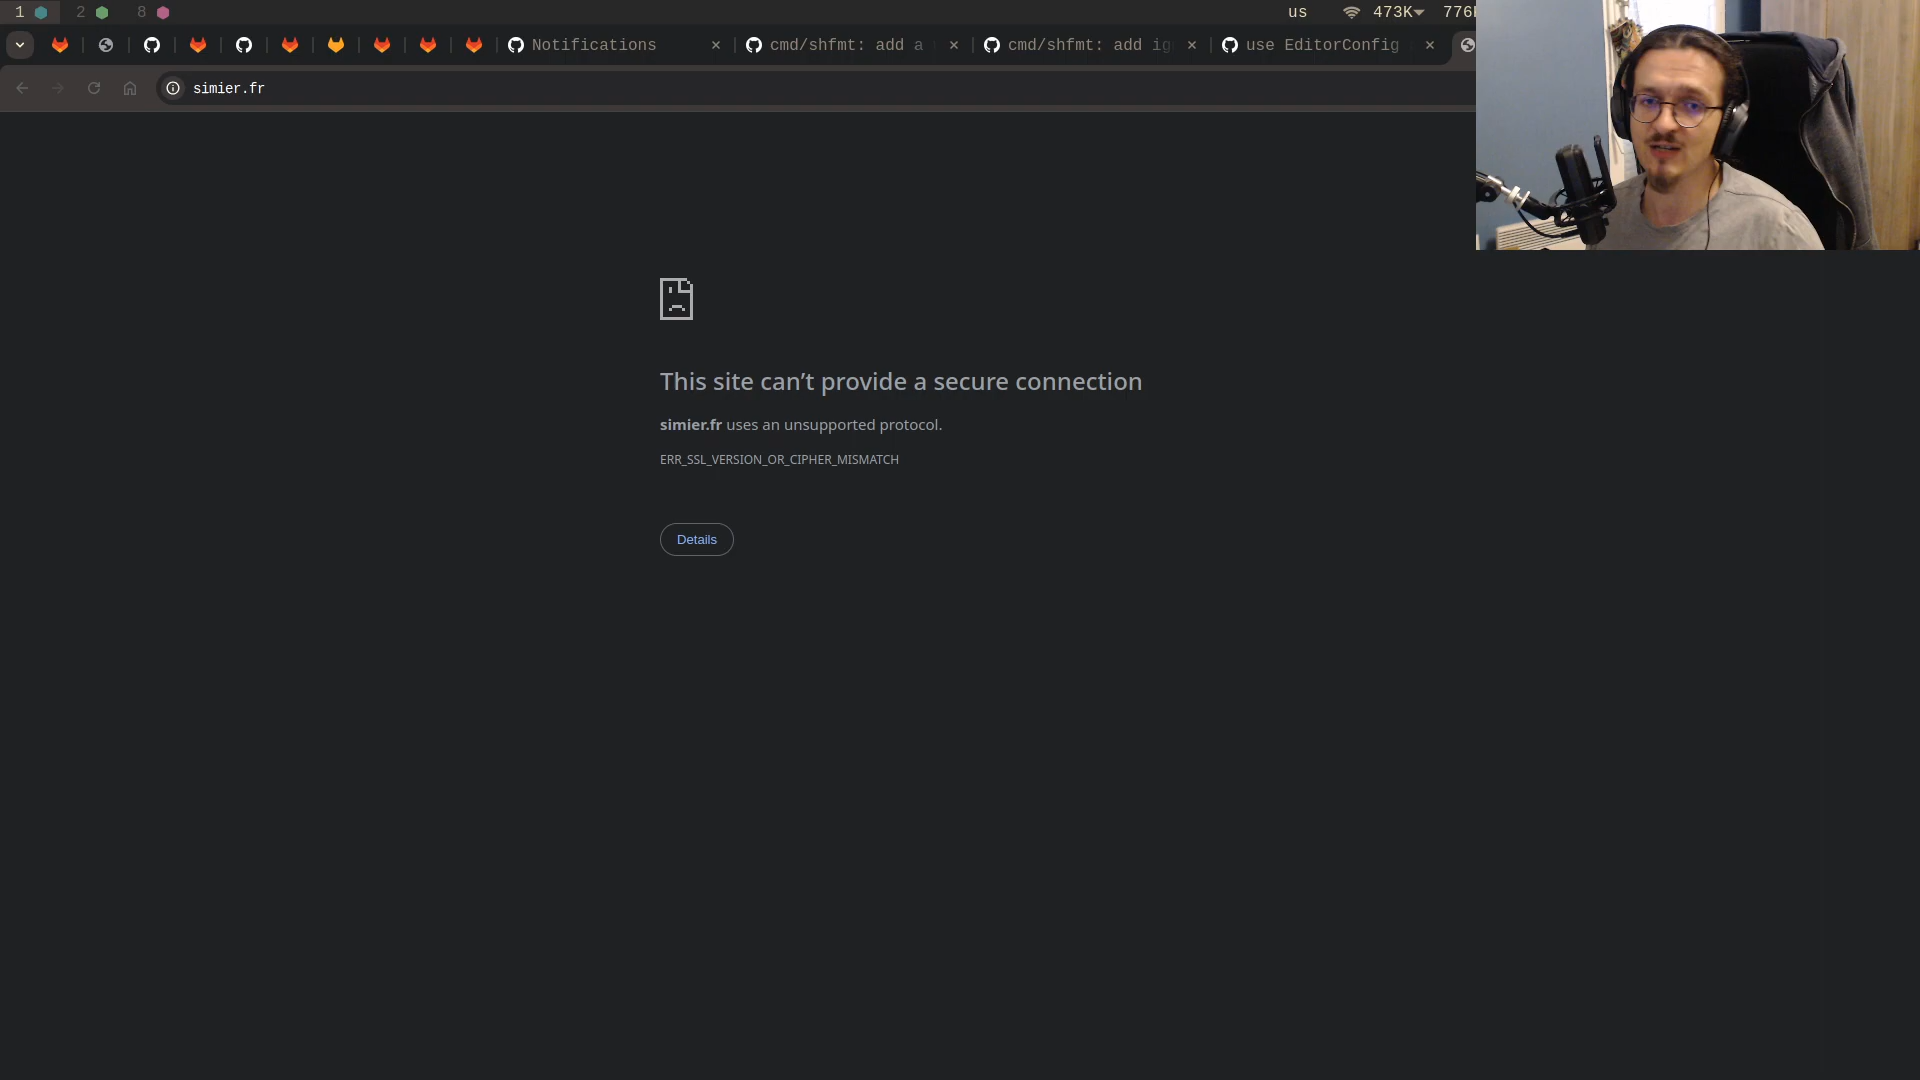 1 2 8 us 473K 776K
Notifications cmd/shfmt: add a cmd/shfmt: add ig use EditorConfig
simier.fr
This site can’t provide a secure connection
simier.fr uses an unsupported protocol.
ERR_SSL_VERSION_OR_CIPHER_MISMATCH
Details